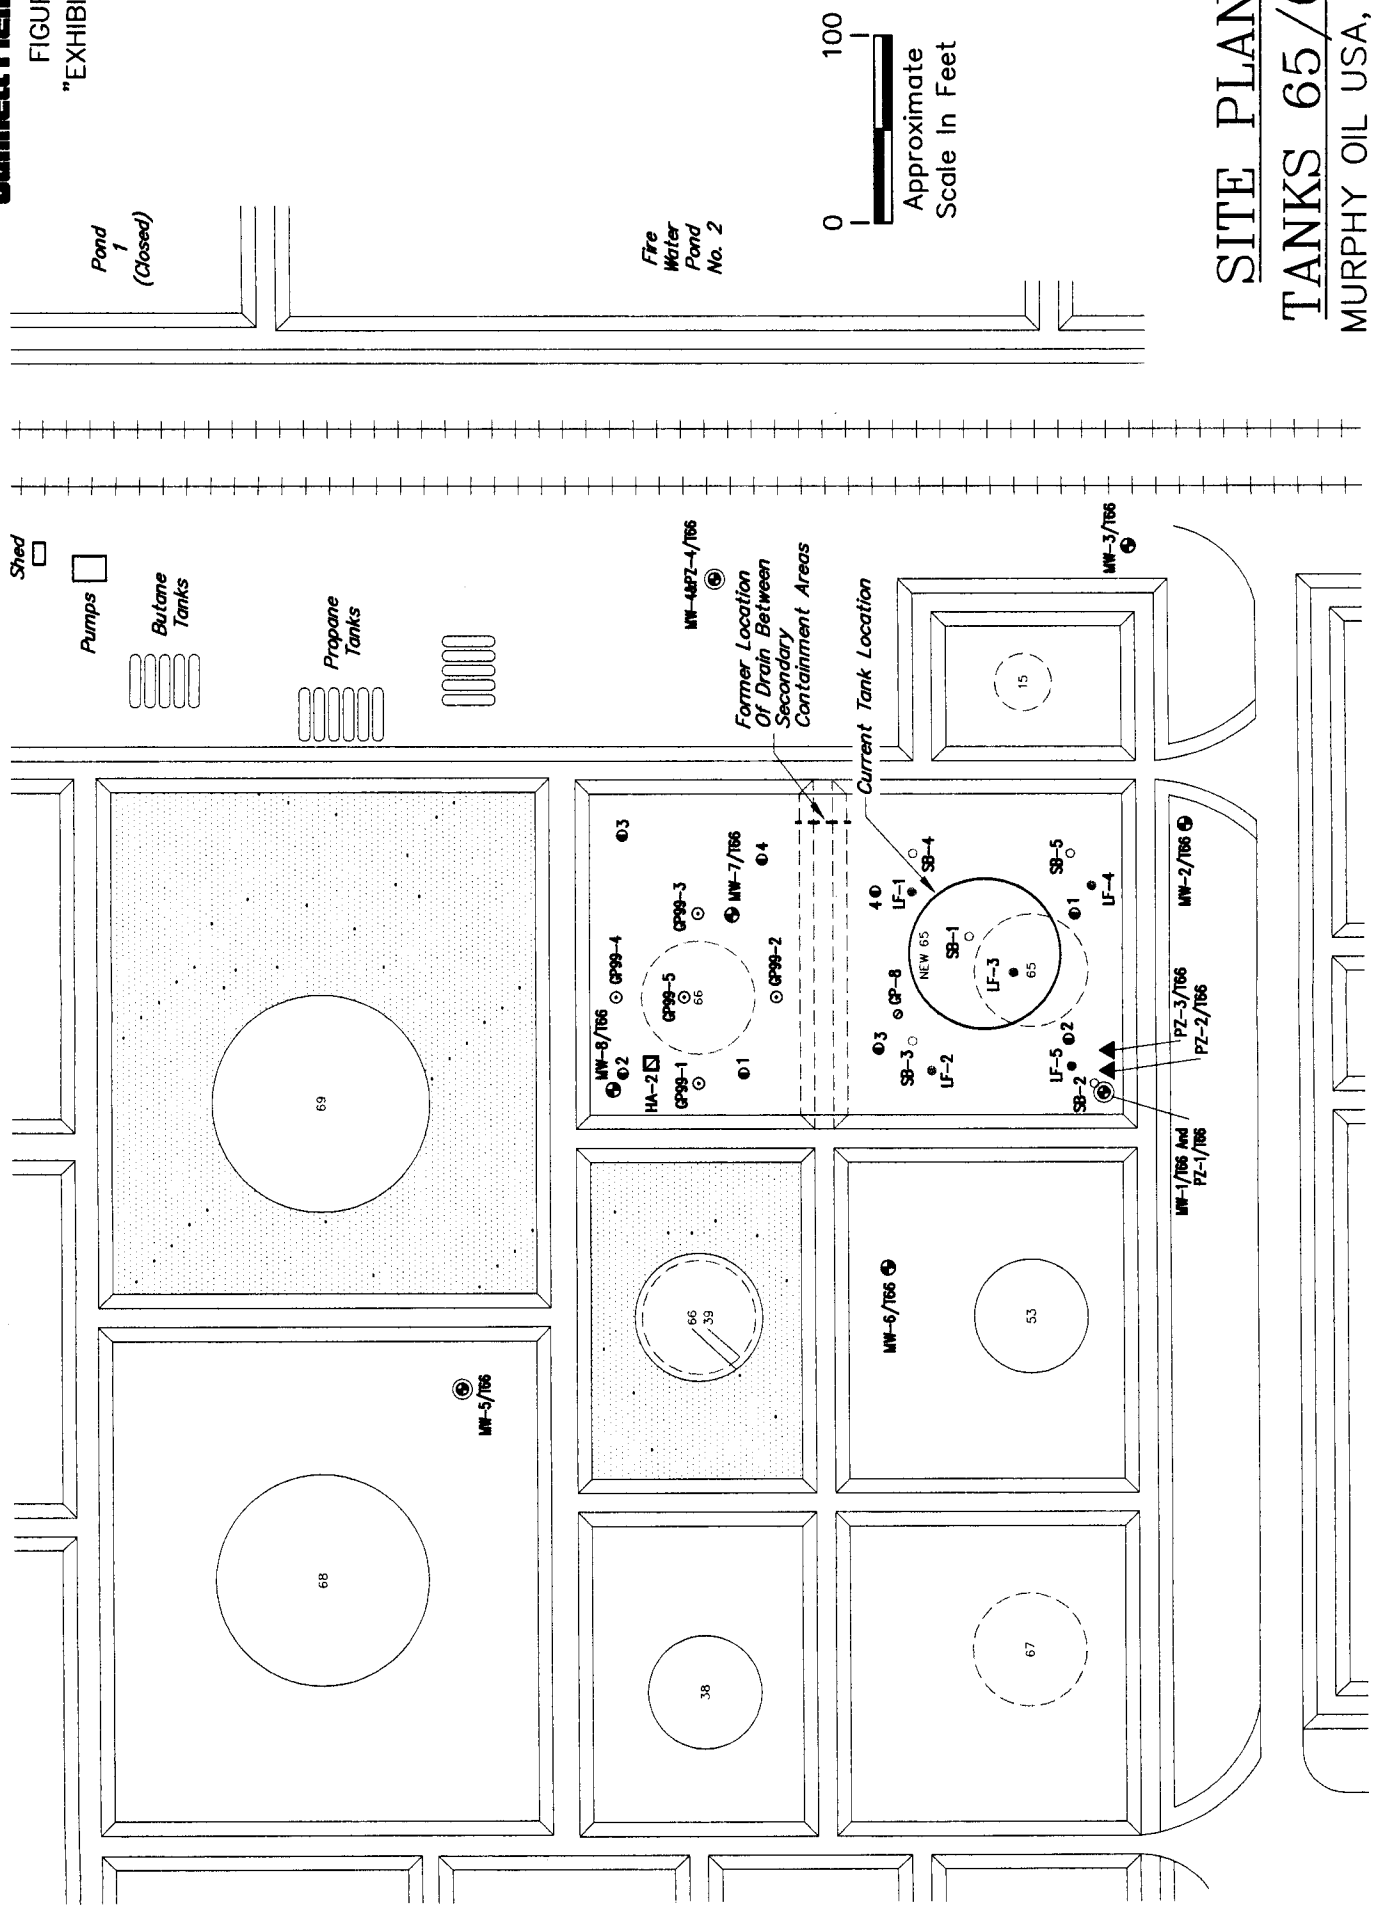 FIGUR
"EXHIBI
Pond
1
(Closed)
Fire
Water
Pond
No. 2
0
100
Approximate
Scale In Feet
SITE PLAN
TANKS 65/
MURPHY OIL USA,
Shed
Pumps
Butane
Tanks
Propane
Tanks
MW-4&PZ-4/T66
Former Location
Of Drain Between
Secondary
Containment Areas
Current Tank Location
MW-3/T66
15
3
4
MW-7/T66
GP99-3
GP99-4
GP99-5
66
GP99-2
MW-8/T66
2
HA-2
GP99-1
1
SB-4
4
LF-1
SB-5
1
LF-4
NEW 65
SB-1
LF-3
65
GP-8
3
SB-3
LF-2
2
LF-5
SB-2
MW-2/T66
PZ-3/T66
PZ-2/T66
MW-1/T66 And
PZ-1/T66
69
66
39
MW-6/T66
53
MW-5/T66
68
38
67